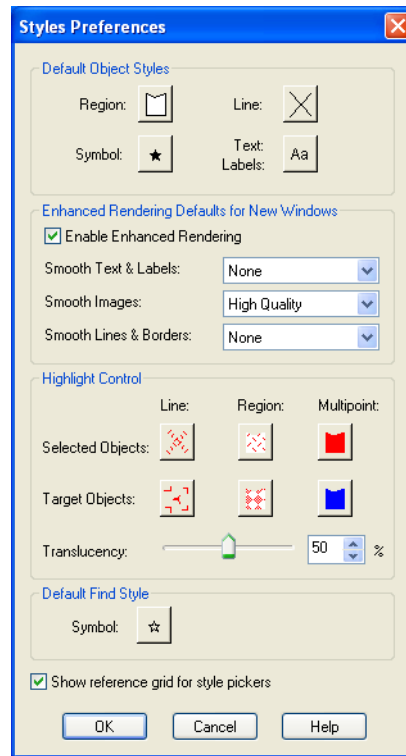 Styles Preferences
Default Object Styles
Region: Line:
Symbol: Text:
Labels: Aa
Enhanced Rendering Defaults for New Windows
Enable Enhanced Rendering
Smooth Text & Labels: None
Smooth Images: High Quality
Smooth Lines & Borders: None
Highlight Control
Line: Region: Multipoint:
Selected Objects:
Target Objects:
Translucency: 50 %
Default Find Style
Symbol:
Show reference grid for style pickers
OK Cancel Help